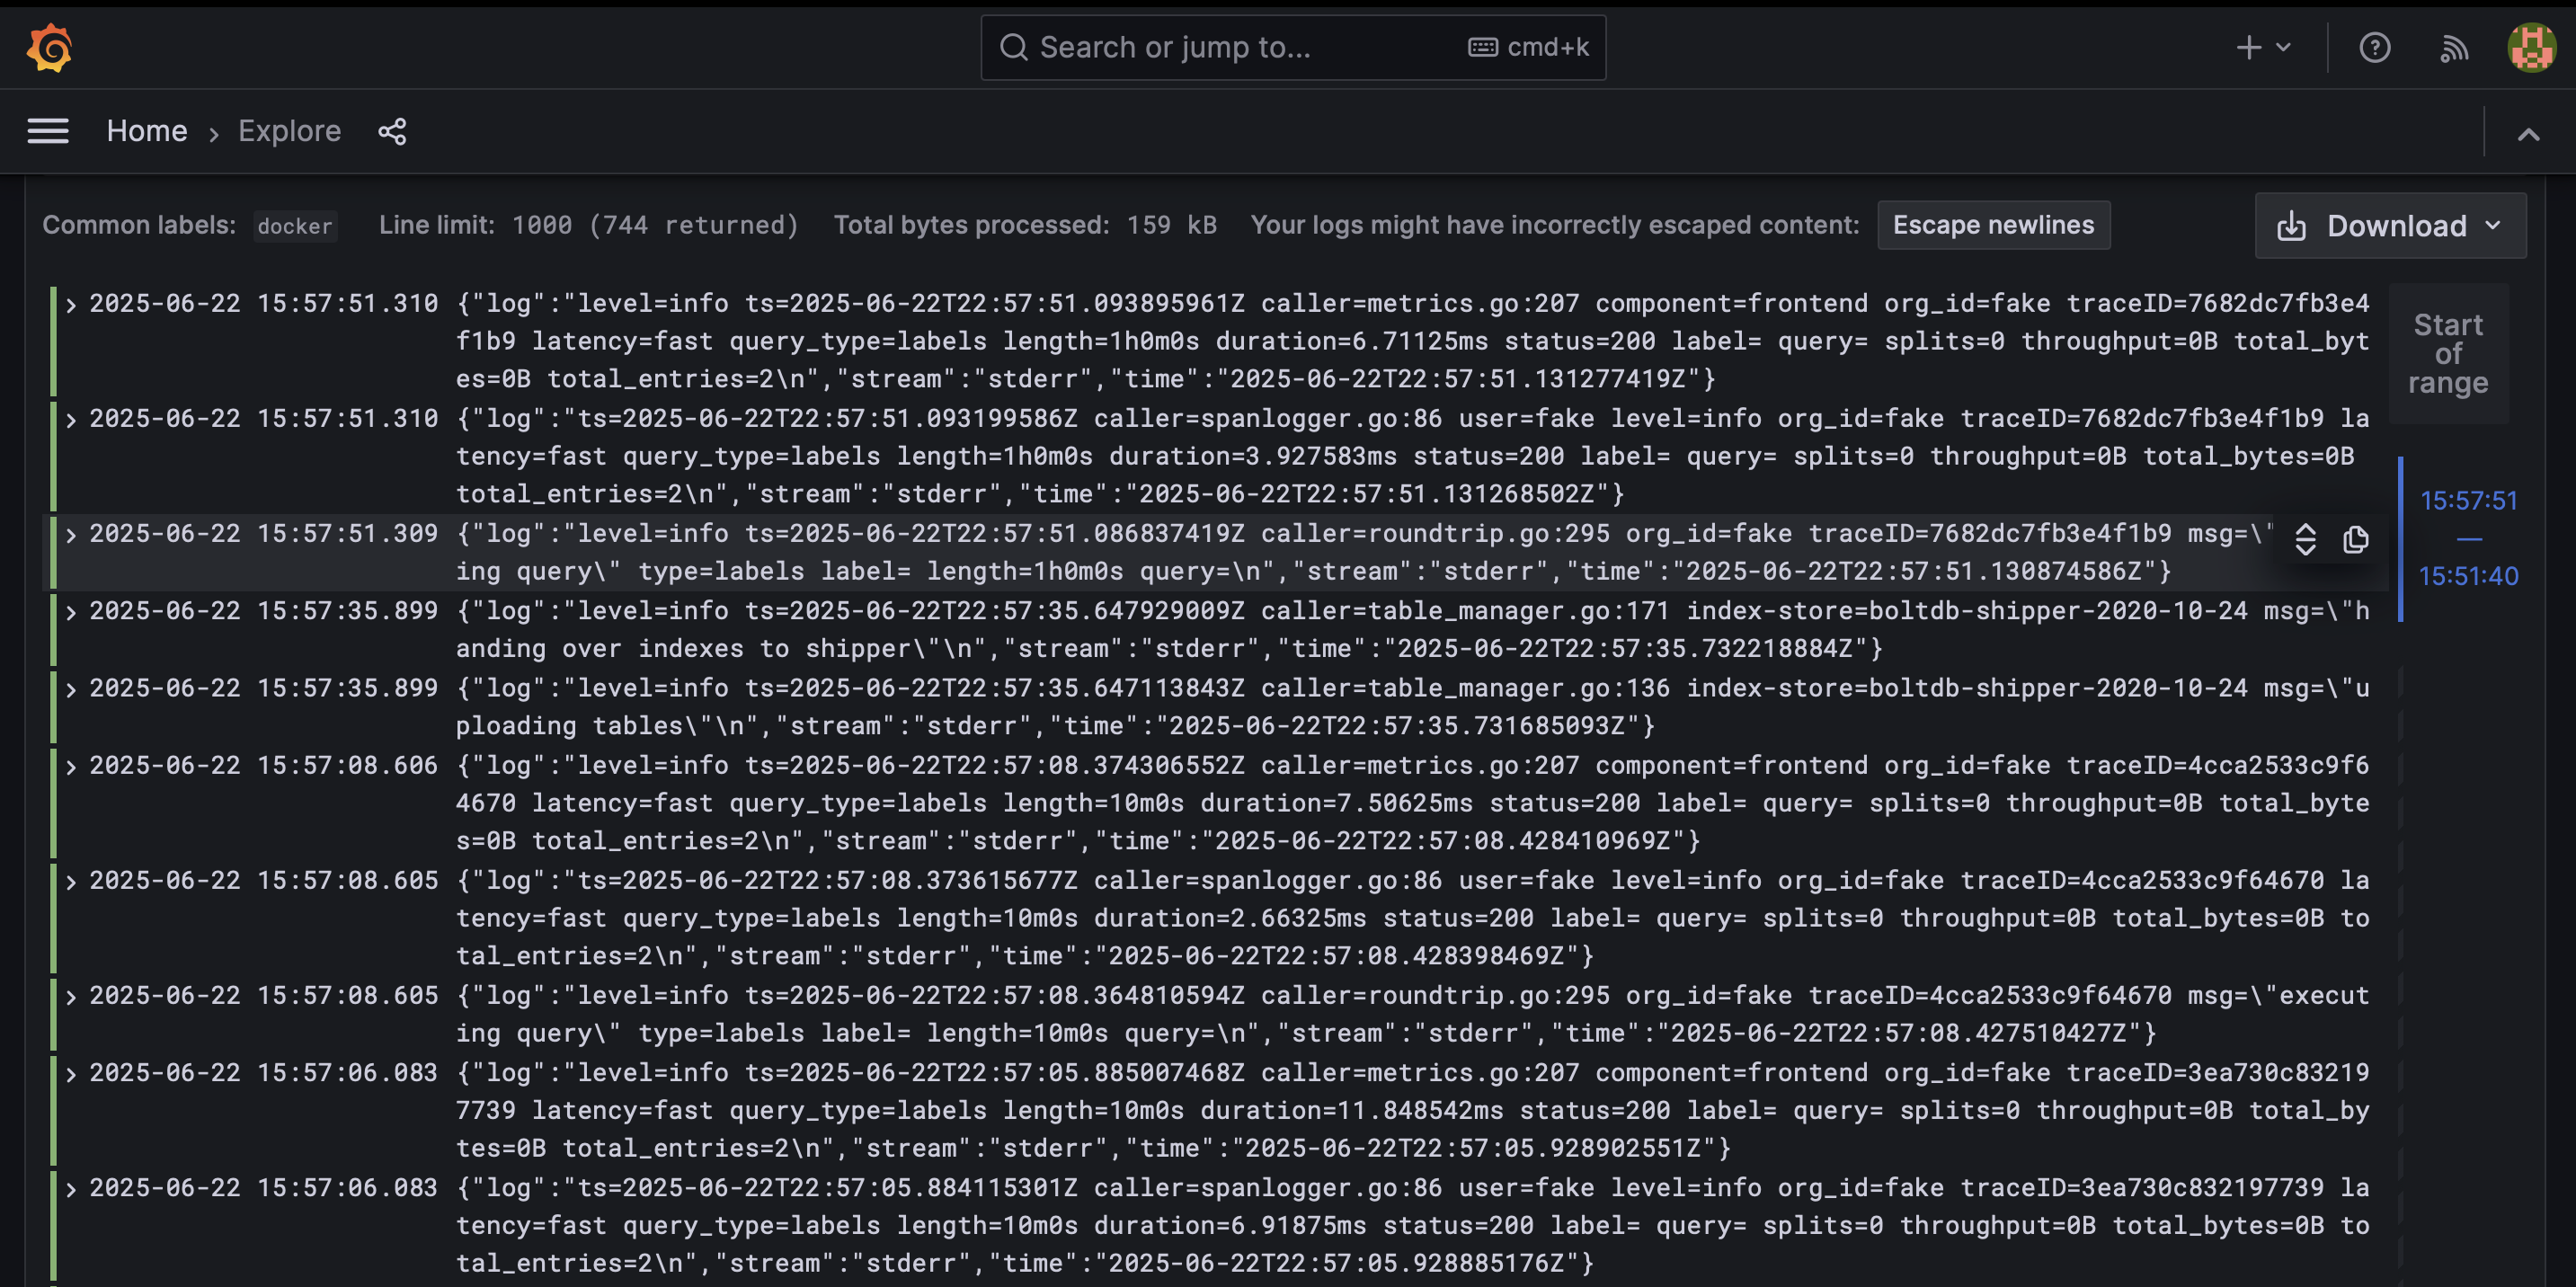 Search or jump to... cmd+k
Home › Explore
Common labels: docker Line limit: 1000 (744 returned) Total bytes processed: 159 kB Your logs might have incorrectly escaped content: Escape newlines Download
2025-06-22 15:57:51.310 {"log":"level=info ts=2025-06-22T22:57:51.093895961Z caller=metrics.go:207 component=frontend org_id=fake traceID=7682dc7fb3e4
f1b9 latency=fast query_type=labels length=1h0m0s duration=6.71125ms status=200 label= query= splits=0 throughput=0B total_byt
es=0B total_entries=2\n","stream":"stderr","time":"2025-06-22T22:57:51.131277419Z"}
2025-06-22 15:57:51.310 {"log":"ts=2025-06-22T22:57:51.093199586Z caller=spanlogger.go:86 user=fake level=info org_id=fake traceID=7682dc7fb3e4f1b9 la
tency=fast query_type=labels length=1h0m0s duration=3.927583ms status=200 label= query= splits=0 throughput=0B total_bytes=0B
total_entries=2\n","stream":"stderr","time":"2025-06-22T22:57:51.131268502Z"}
2025-06-22 15:57:51.309 {"log":"level=info ts=2025-06-22T22:57:51.086837419Z caller=roundtrip.go:295 org_id=fake traceID=7682dc7fb3e4f1b9 msg=\"
ing query\" type=labels label= length=1h0m0s query=\n","stream":"stderr","time":"2025-06-22T22:57:51.130874586Z"}
2025-06-22 15:57:35.899 {"log":"level=info ts=2025-06-22T22:57:35.647929009Z caller=table_manager.go:171 index-store=boltdb-shipper-2020-10-24 msg=\"h
anding over indexes to shipper\"\n","stream":"stderr","time":"2025-06-22T22:57:35.732218884Z"}
2025-06-22 15:57:35.899 {"log":"level=info ts=2025-06-22T22:57:35.647113843Z caller=table_manager.go:136 index-store=boltdb-shipper-2020-10-24 msg=\"u
ploading tables\"\n","stream":"stderr","time":"2025-06-22T22:57:35.731685093Z"}
2025-06-22 15:57:08.606 {"log":"level=info ts=2025-06-22T22:57:08.374306552Z caller=metrics.go:207 component=frontend org_id=fake traceID=4cca2533c9f6
4670 latency=fast query_type=labels length=10m0s duration=7.50625ms status=200 label= query= splits=0 throughput=0B total_byte
s=0B total_entries=2\n","stream":"stderr","time":"2025-06-22T22:57:08.428410969Z"}
2025-06-22 15:57:08.605 {"log":"ts=2025-06-22T22:57:08.373615677Z caller=spanlogger.go:86 user=fake level=info org_id=fake traceID=4cca2533c9f64670 la
tency=fast query_type=labels length=10m0s duration=2.66325ms status=200 label= query= splits=0 throughput=0B total_bytes=0B to
tal_entries=2\n","stream":"stderr","time":"2025-06-22T22:57:08.428398469Z"}
2025-06-22 15:57:08.605 {"log":"level=info ts=2025-06-22T22:57:08.364810594Z caller=roundtrip.go:295 org_id=fake traceID=4cca2533c9f64670 msg=\"execut
ing query\" type=labels label= length=10m0s query=\n","stream":"stderr","time":"2025-06-22T22:57:08.427510427Z"}
2025-06-22 15:57:06.083 {"log":"level=info ts=2025-06-22T22:57:05.885007468Z caller=metrics.go:207 component=frontend org_id=fake traceID=3ea730c83219
7739 latency=fast query_type=labels length=10m0s duration=11.848542ms status=200 label= query= splits=0 throughput=0B total_by
tes=0B total_entries=2\n","stream":"stderr","time":"2025-06-22T22:57:05.928902551Z"}
2025-06-22 15:57:06.083 {"log":"ts=2025-06-22T22:57:05.884115301Z caller=spanlogger.go:86 user=fake level=info org_id=fake traceID=3ea730c832197739 la
tency=fast query_type=labels length=10m0s duration=6.91875ms status=200 label= query= splits=0 throughput=0B total_bytes=0B to
tal_entries=2\n","stream":"stderr","time":"2025-06-22T22:57:05.928885176Z"}
Start
of
range
15:57:51
—
15:51:40